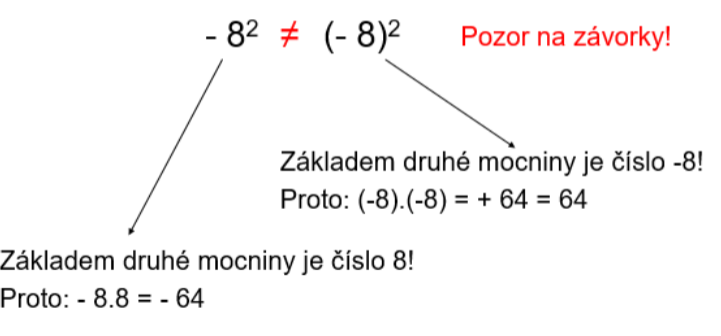 - 8² ≠ (- 8)² Pozor na závorky!
Základem druhé mocniny je číslo -8!
Proto: (-8).(-8) = + 64 = 64
Základem druhé mocniny je číslo 8!
Proto: - 8.8 = - 64